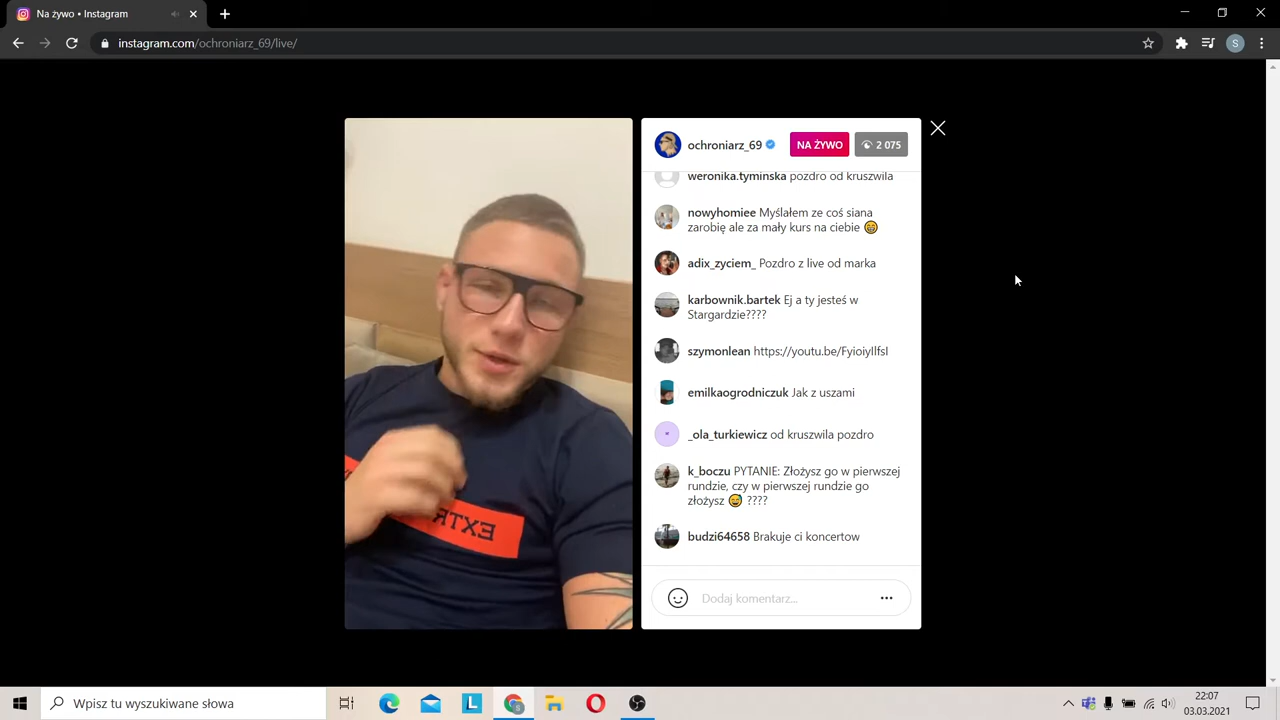 Na żywo • Instagram
instagram.com/ochroniarz_69/live/
EXTR
ochroniarz_69
NA ŻYWO
2 075
weronika.tyminska pozdro od kruszwila
nowyhomiee Myślałem ze coś siana
zarobię ale za mały kurs na ciebie 😁
adix_zyciem_ Pozdro z live od marka
karbownik.bartek Ej a ty jesteś w
Stargardzie????
szymonlean https://youtu.be/FyioiyIlfsI
emilkaogrodniczuk Jak z uszami
_ola_turkiewicz od kruszwila pozdro
k_boczu PYTANIE: Złożysz go w pierwszej
rundzie, czy w pierwszej rundzie go
złożysz 😅 ????
budzi64658 Brakuje ci koncertow
Dodaj komentarz...
Wpisz tu wyszukiwane słowa
22:07
03.03.2021